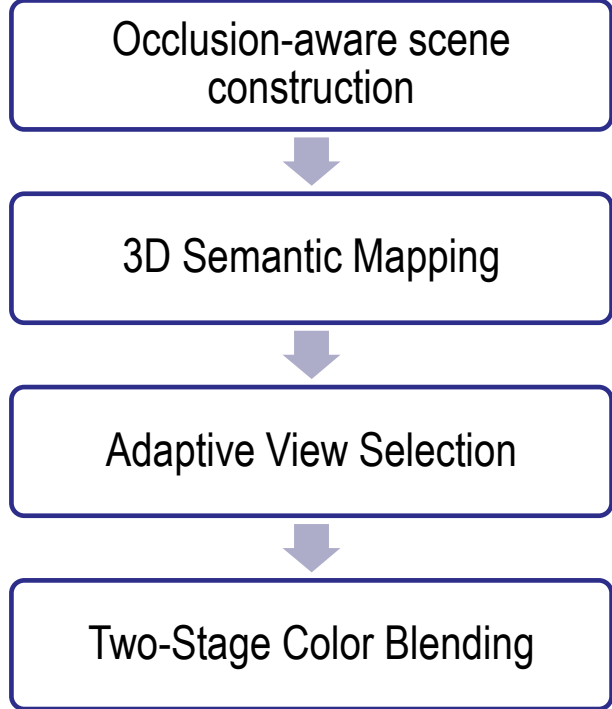 Occlusion-aware scene
construction
3D Semantic Mapping
Adaptive View Selection
Two-Stage Color Blending